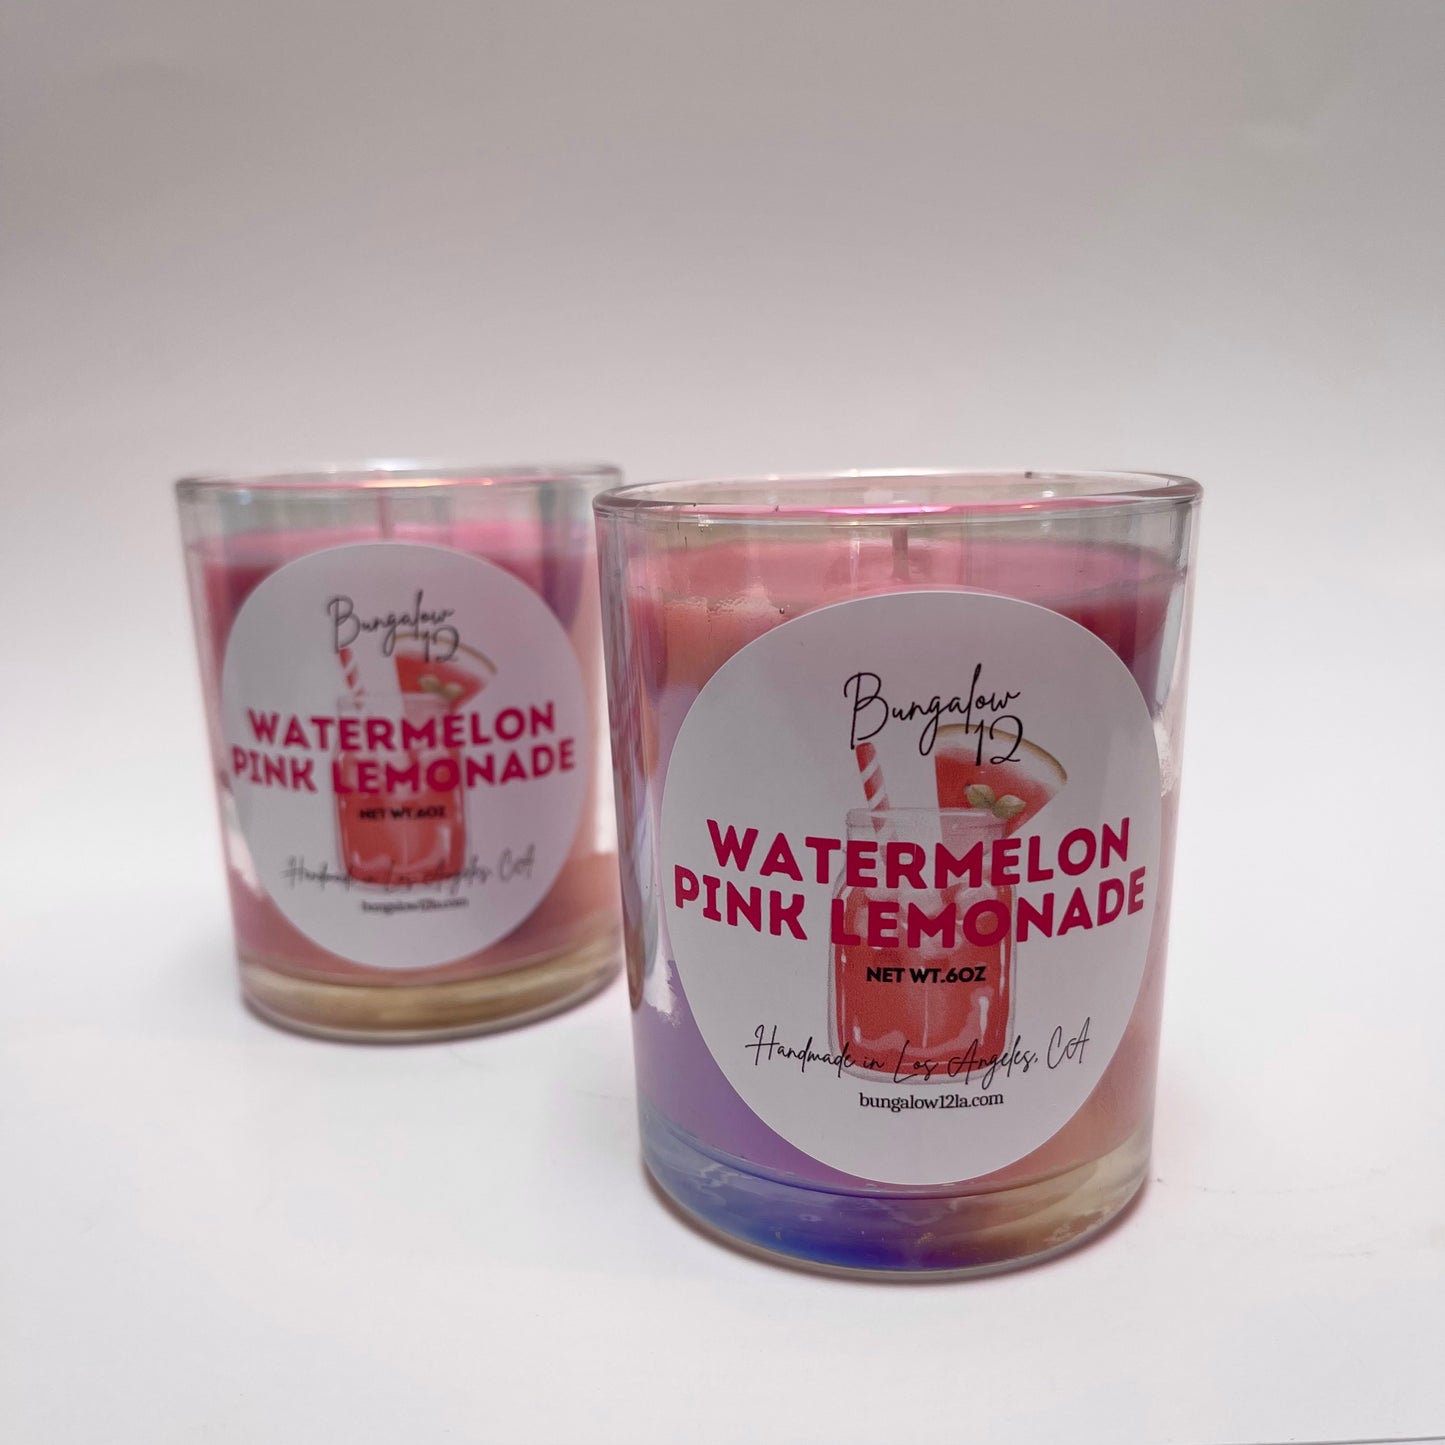 Bungalow
12
WATERMELON
PINK LEMONADE
NET WT.6OZ
Handmade in Los Angeles, CA
bungalow12la.com
Bungalow
12
WATERMELON
PINK LEMONADE
NET WT.6OZ
Handmade in Los Angeles, CA
bungalow12la.com